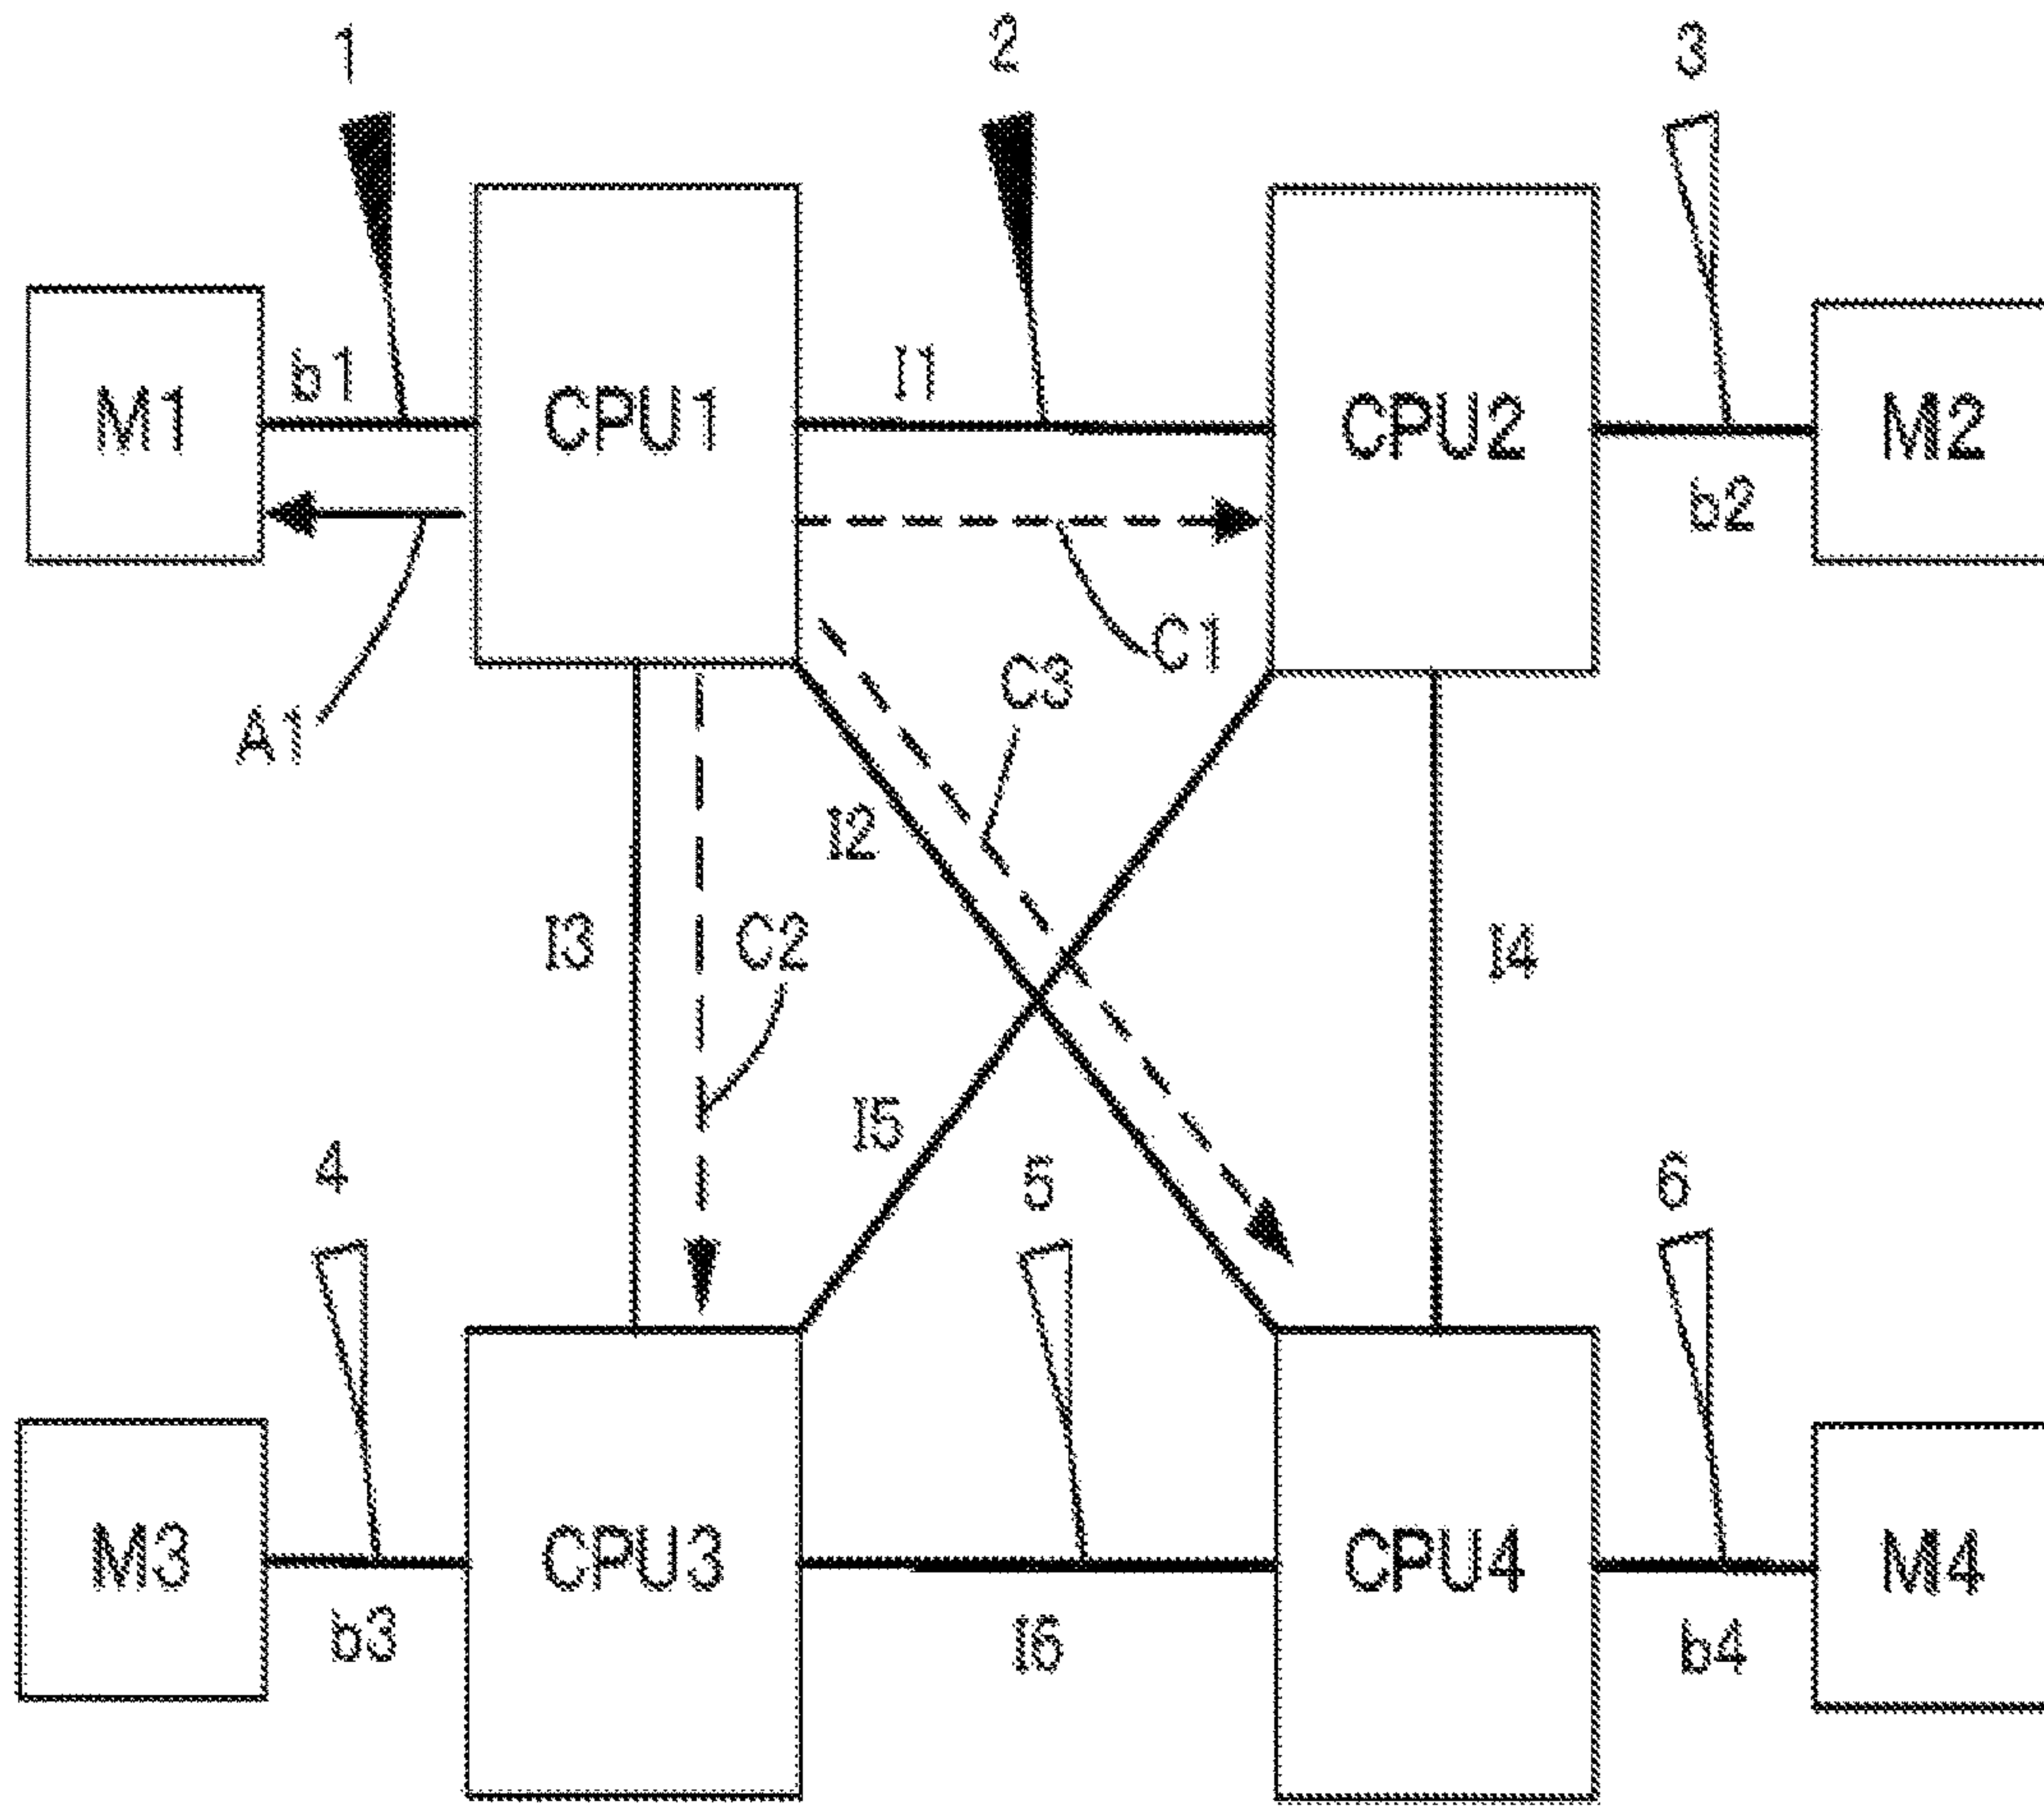 1 2 3
M1 b1 CPU1 I1 CPU2 M2
b2
A1 C1
C3
I2
I3 C2 I4
I5
4 5 6
M3 CPU3 CPU4 M4
b3 I6 b4